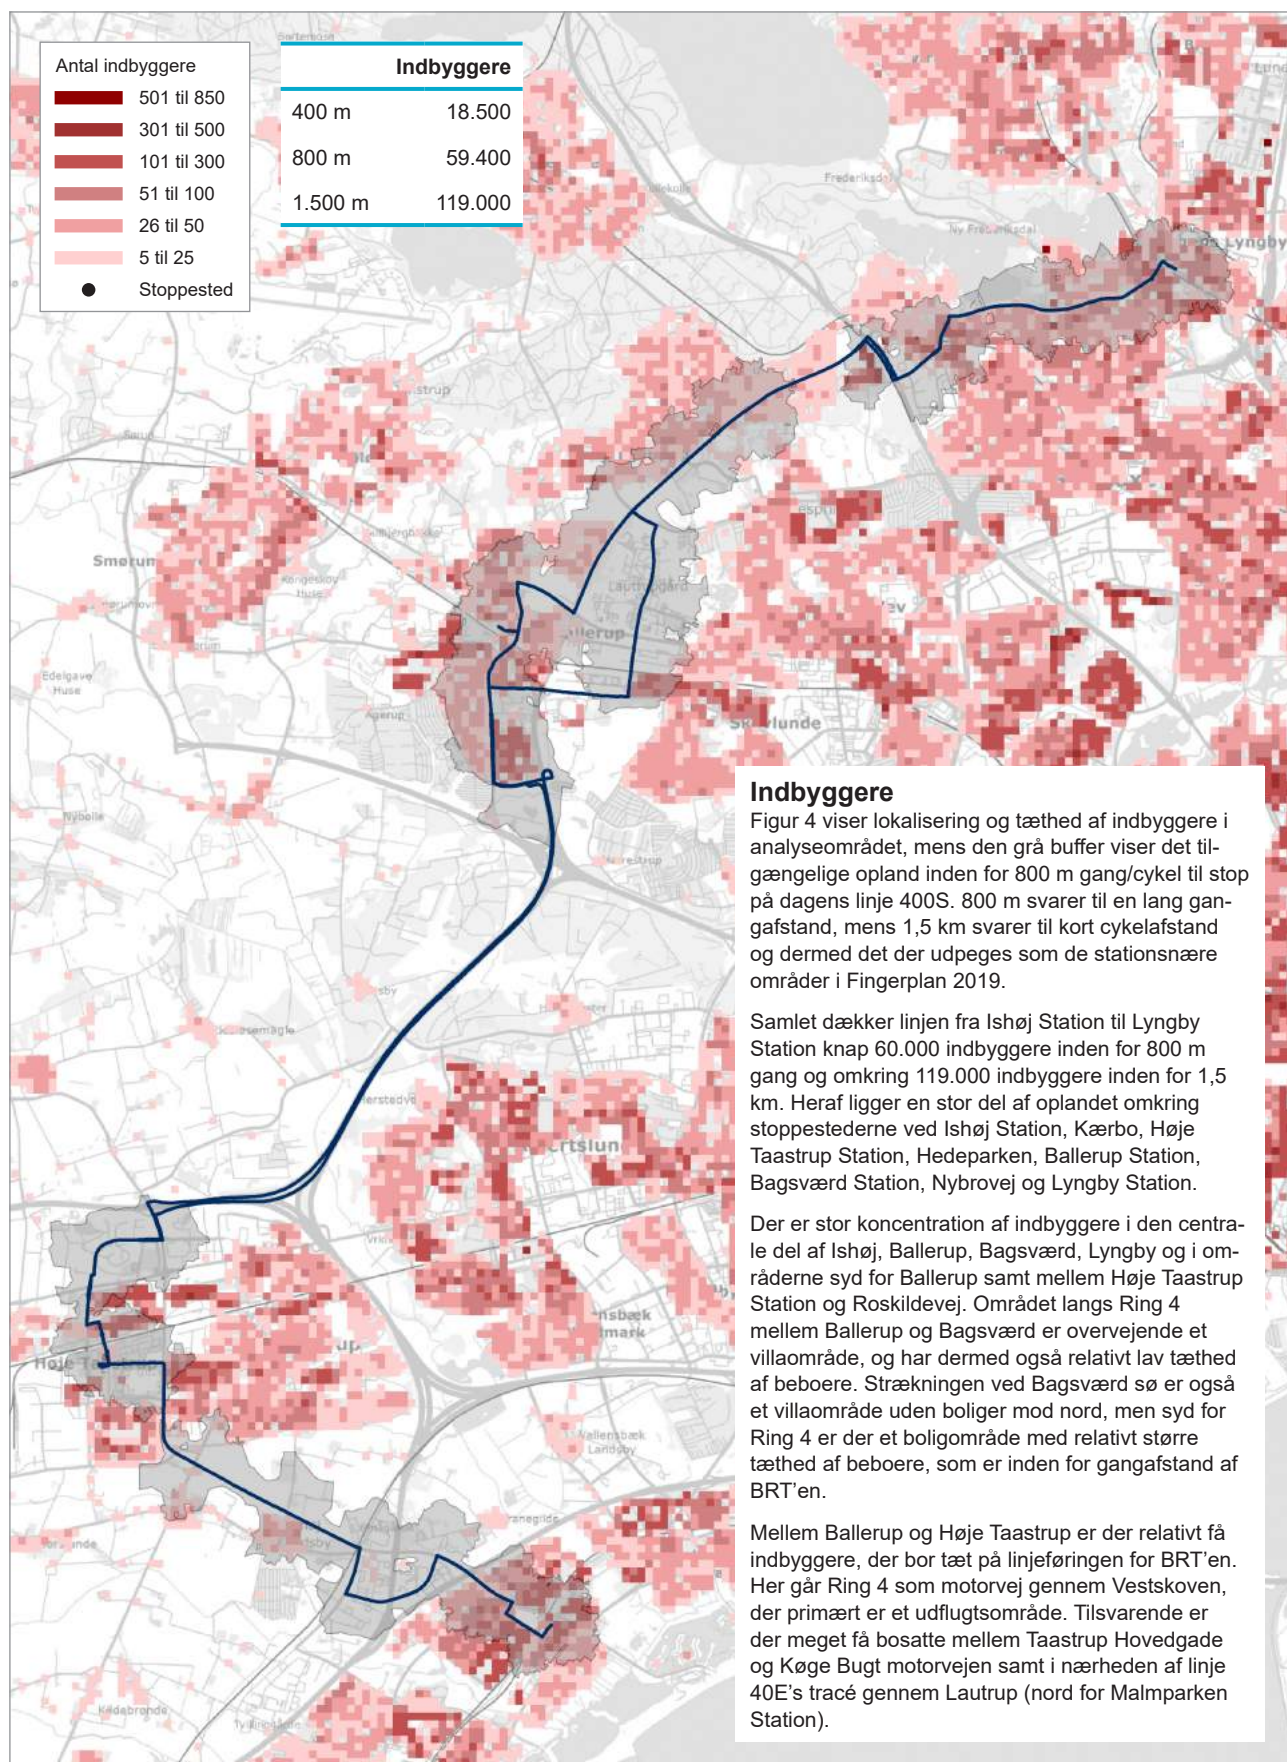 Antal indbyggere
501 til 850
301 til 500
101 til 300
51 til 100
26 til 50
5 til 25
Stoppested
Indbyggere
400 m 18.500
800 m 59.400
1.500 m 119.000
Frederiksdal
Ny Frederiksdal
Lyngby
Smørum
Kongeskov
Huse
Edelgave
Huse
Agerup
Nybølle
Vallensbæk
Landsby
Kildebrønde
Indbyggere
Figur 4 viser lokalisering og tæthed af indbyggere i
analyseområdet, mens den grå buffer viser det til-
gængelige opland inden for 800 m gang/cykel til stop
på dagens linje 400S. 800 m svarer til en lang gan-
gafstand, mens 1,5 km svarer til kort cykelafstand
og dermed det der udpeges som de stationsnære
områder i Fingerplan 2019.
Samlet dækker linjen fra Ishøj Station til Lyngby
Station knap 60.000 indbyggere inden for 800 m
gang og omkring 119.000 indbyggere inden for 1,5
km. Heraf ligger en stor del af oplandet omkring
stoppestederne ved Ishøj Station, Kærbo, Høje
Taastrup Station, Hedeparken, Ballerup Station,
Bagsværd Station, Nybrovej og Lyngby Station.
Der er stor koncentration af indbyggere i den centra-
le del af Ishøj, Ballerup, Bagsværd, Lyngby og i om-
råderne syd for Ballerup samt mellem Høje Taastrup
Station og Roskildevej. Området langs Ring 4
mellem Ballerup og Bagsværd er overvejende et
villaområde, og har dermed også relativt lav tæthed
af beboere. Strækningen ved Bagsværd sø er også
et villaområde uden boliger mod nord, men syd for
Ring 4 er der et boligområde med relativt større
tæthed af beboere, som er inden for gangafstand af
BRT'en.
Mellem Ballerup og Høje Taastrup er der relativt få
indbyggere, der bor tæt på linjeføringen for BRT'en.
Her går Ring 4 som motorvej gennem Vestskoven,
der primært er et udflugtsområde. Tilsvarende er
der meget få bosatte mellem Taastrup Hovedgade
og Køge Bugt motorvejen samt i nærheden af linje
40E's tracé gennem Lautrup (nord for Malmparken
Station).